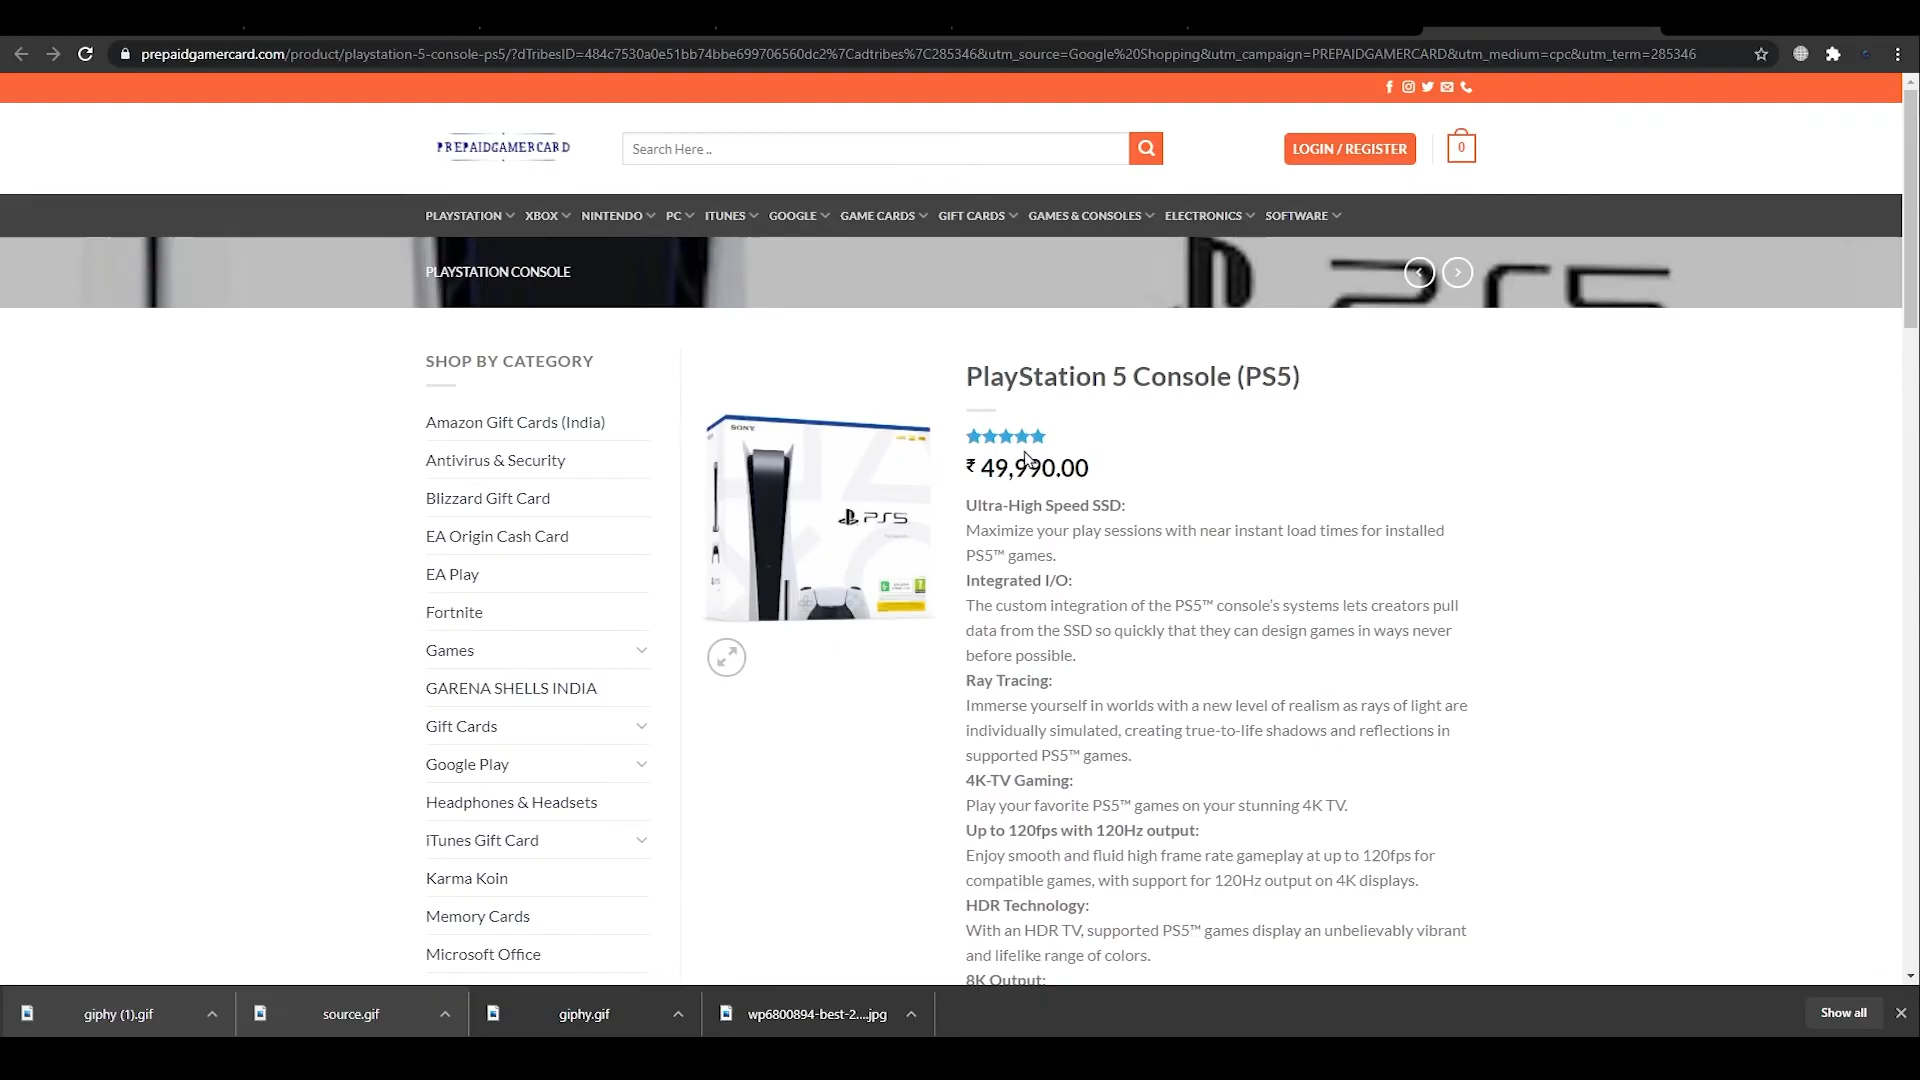 prepaidgamercard.com/product/playstation-5-console-ps5/?dTribesID=484c7530a0e51bb74bbe699706560dc2%7Cadtribes%7C285346&utm_source=Google%20Shopping&utm_campaign=PREPAIDGAMERCARD&utm_medium=cpc&utm_term=285346
PREPAIDGAMERCARD
Search Here ..
LOGIN / REGISTER
0
PLAYSTATION XBOX NINTENDO PC ITUNES GOOGLE GAME CARDS GIFT CARDS GAMES & CONSOLES ELECTRONICS SOFTWARE
PLAYSTATION CONSOLE
PS5
SHOP BY CATEGORY
Amazon Gift Cards (India)
Antivirus & Security
Blizzard Gift Card
EA Origin Cash Card
EA Play
Fortnite
Games
GARENA SHELLS INDIA
Gift Cards
Google Play
Headphones & Headsets
iTunes Gift Card
Karma Koin
Memory Cards
Microsoft Office
SONY
PS5
PlayStation 5 Console (PS5)
₹ 49,990.00
Ultra-High Speed SSD:
Maximize your play sessions with near instant load times for installed
PS5™ games.
Integrated I/O:
The custom integration of the PS5™ console’s systems lets creators pull
data from the SSD so quickly that they can design games in ways never
before possible.
Ray Tracing:
Immerse yourself in worlds with a new level of realism as rays of light are
individually simulated, creating true-to-life shadows and reflections in
supported PS5™ games.
4K-TV Gaming:
Play your favorite PS5™ games on your stunning 4K TV.
Up to 120fps with 120Hz output:
Enjoy smooth and fluid high frame rate gameplay at up to 120fps for
compatible games, with support for 120Hz output on 4K displays.
HDR Technology:
With an HDR TV, supported PS5™ games display an unbelievably vibrant
and lifelike range of colors.
8K Output:
giphy (1).gif
source.gif
giphy.gif
wp6800894-best-2....jpg
Show all